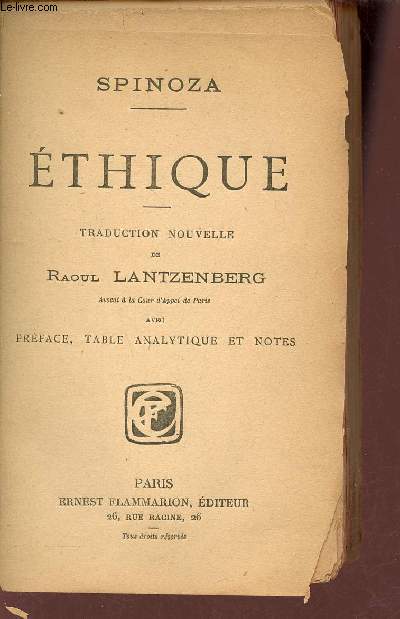 Le-livre.com
SPINOZA
ÉTHIQUE
TRADUCTION NOUVELLE
DE
RAOUL LANTZENBERG
Avocat à la Cour d'Appel de Paris
AVEC
PRÉFACE, TABLE ANALYTIQUE ET NOTES
PARIS
ERNEST FLAMMARION, ÉDITEUR
26, RUE RACINE, 26
Tous droits réservés